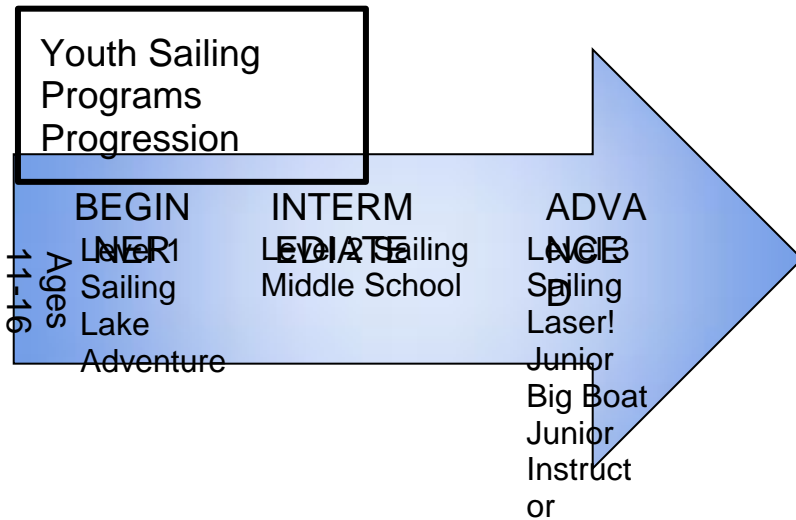 Youth Sailing
Programs
Progression
BEGIN
NER
INTERM
EDIATE
ADVA
NCE
D
Ages
11-16
Level 1
Sailing
Lake
Adventure
Level 2 Sailing
Middle School
Level 3
Sailing
Laser!
Junior
Big Boat
Junior
Instruct
or